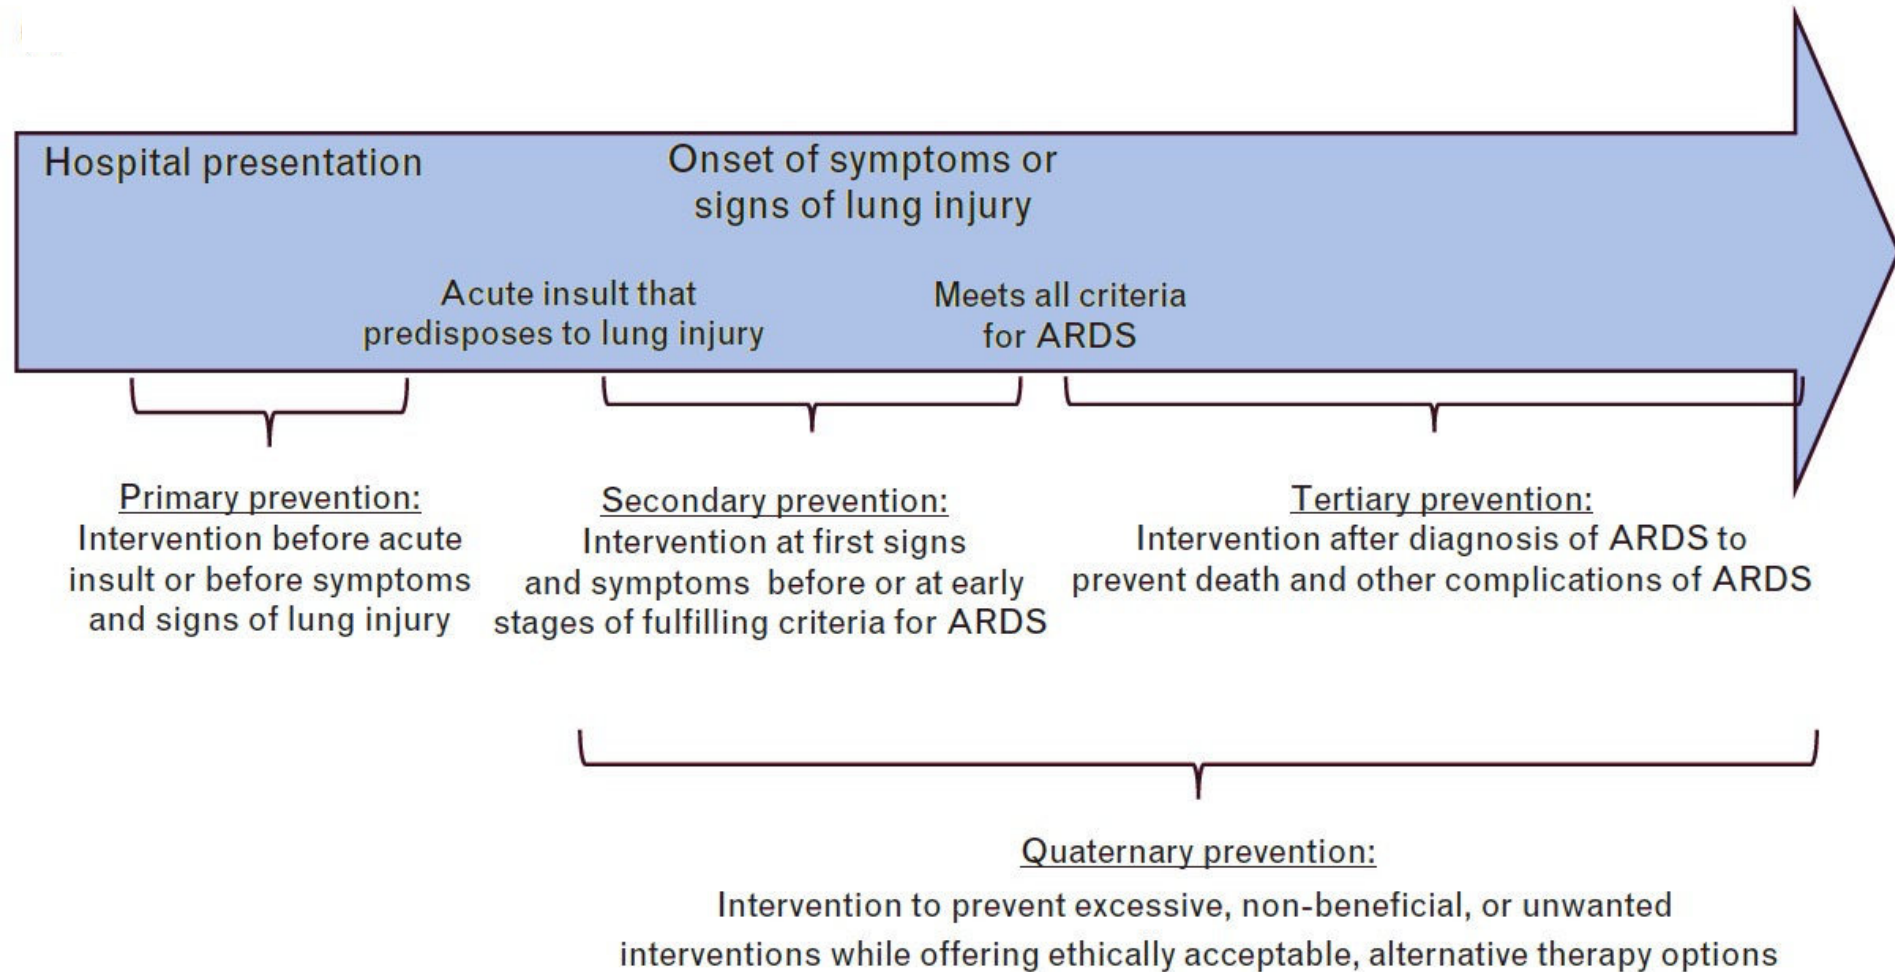 Hospital presentation
Onset of symptoms or
signs of lung injury
Acute insult that
predisposes to lung injury
Meets all criteria
for ARDS
Primary prevention:
Intervention before acute
insult or before symptoms
and signs of lung injury
Secondary prevention:
Intervention at first signs
and symptoms before or at early
stages of fulfilling criteria for ARDS
Tertiary prevention:
Intervention after diagnosis of ARDS to
prevent death and other complications of ARDS
Quaternary prevention:
Intervention to prevent excessive, non-beneficial, or unwanted
interventions while offering ethically acceptable, alternative therapy options